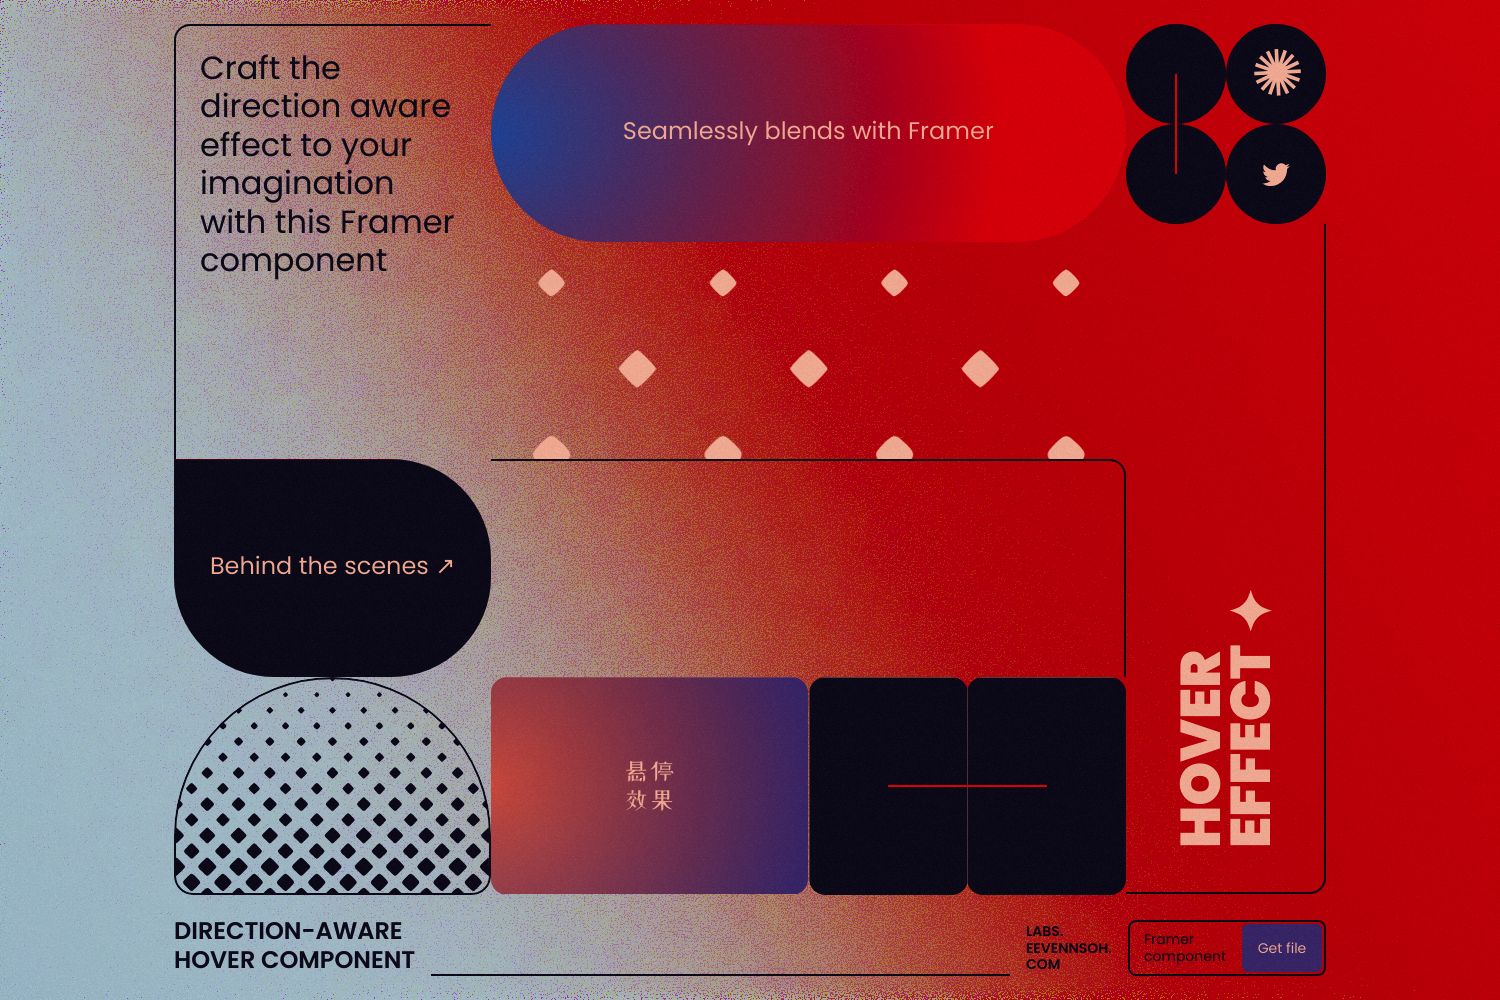 Craft the
direction aware
effect to your
imagination
with this Framer
component
Seamlessly blends with Framer
Behind the scenes ↗
悬停
效果
HOVER
EFFECT
DIRECTION-AWARE
HOVER COMPONENT
LABS.
EEVENNSOH.
COM
Framer
component
Get file